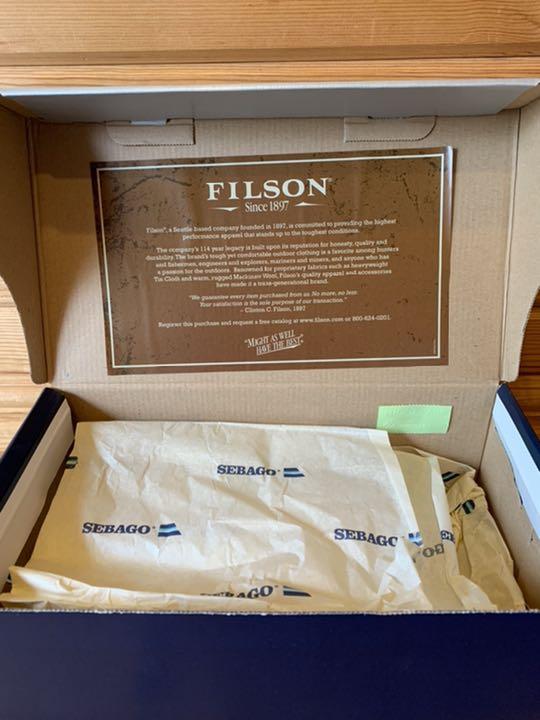 FILSON
Since 1897
Filson®, a Seattle based company founded in 1897, is committed to providing the highest
performance apparel that stands up to the toughest conditions.
The company's 114 year legacy is built upon its reputation for honesty, quality and
durability. The brand's tough yet comfortable outdoor clothing is a favorite among hunters
and fishermen, engineers and explorers, mariners and miners, and anyone who has
a passion for the outdoors. Renowned for proprietary fabrics such as heavyweight
Tin Cloth and warm, rugged Mackinaw Wool, Filson's quality apparel and accessories
have made it a trans-generational brand.
"We guarantee every item purchased from us. No more, no less.
Your satisfaction is the sole purpose of our transaction."
– Clinton C. Filson, 1897
Register this purchase and request a free catalog at www.filson.com or 800-624-0201.
"MIGHT AS WELL
HAVE THE BEST"
SEBAGO
SEBAGO
SEBAGO
AGO
EBAGO